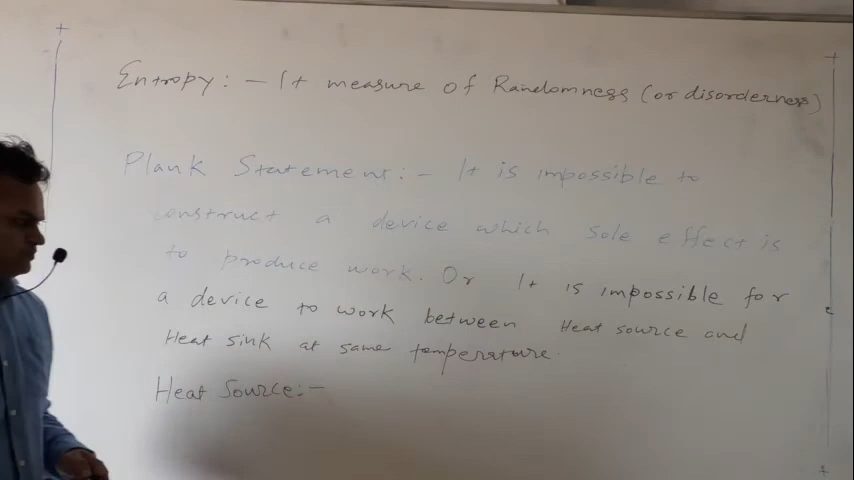 Entropy:- It measure of Randomness (or disorderness)
Plank Statement:- It is impossible to
construct a device which sole effect is
to produce work. Or It is impossible for
a device to work between Heat source and
Heat sink at same temperature.
Heat Source:-